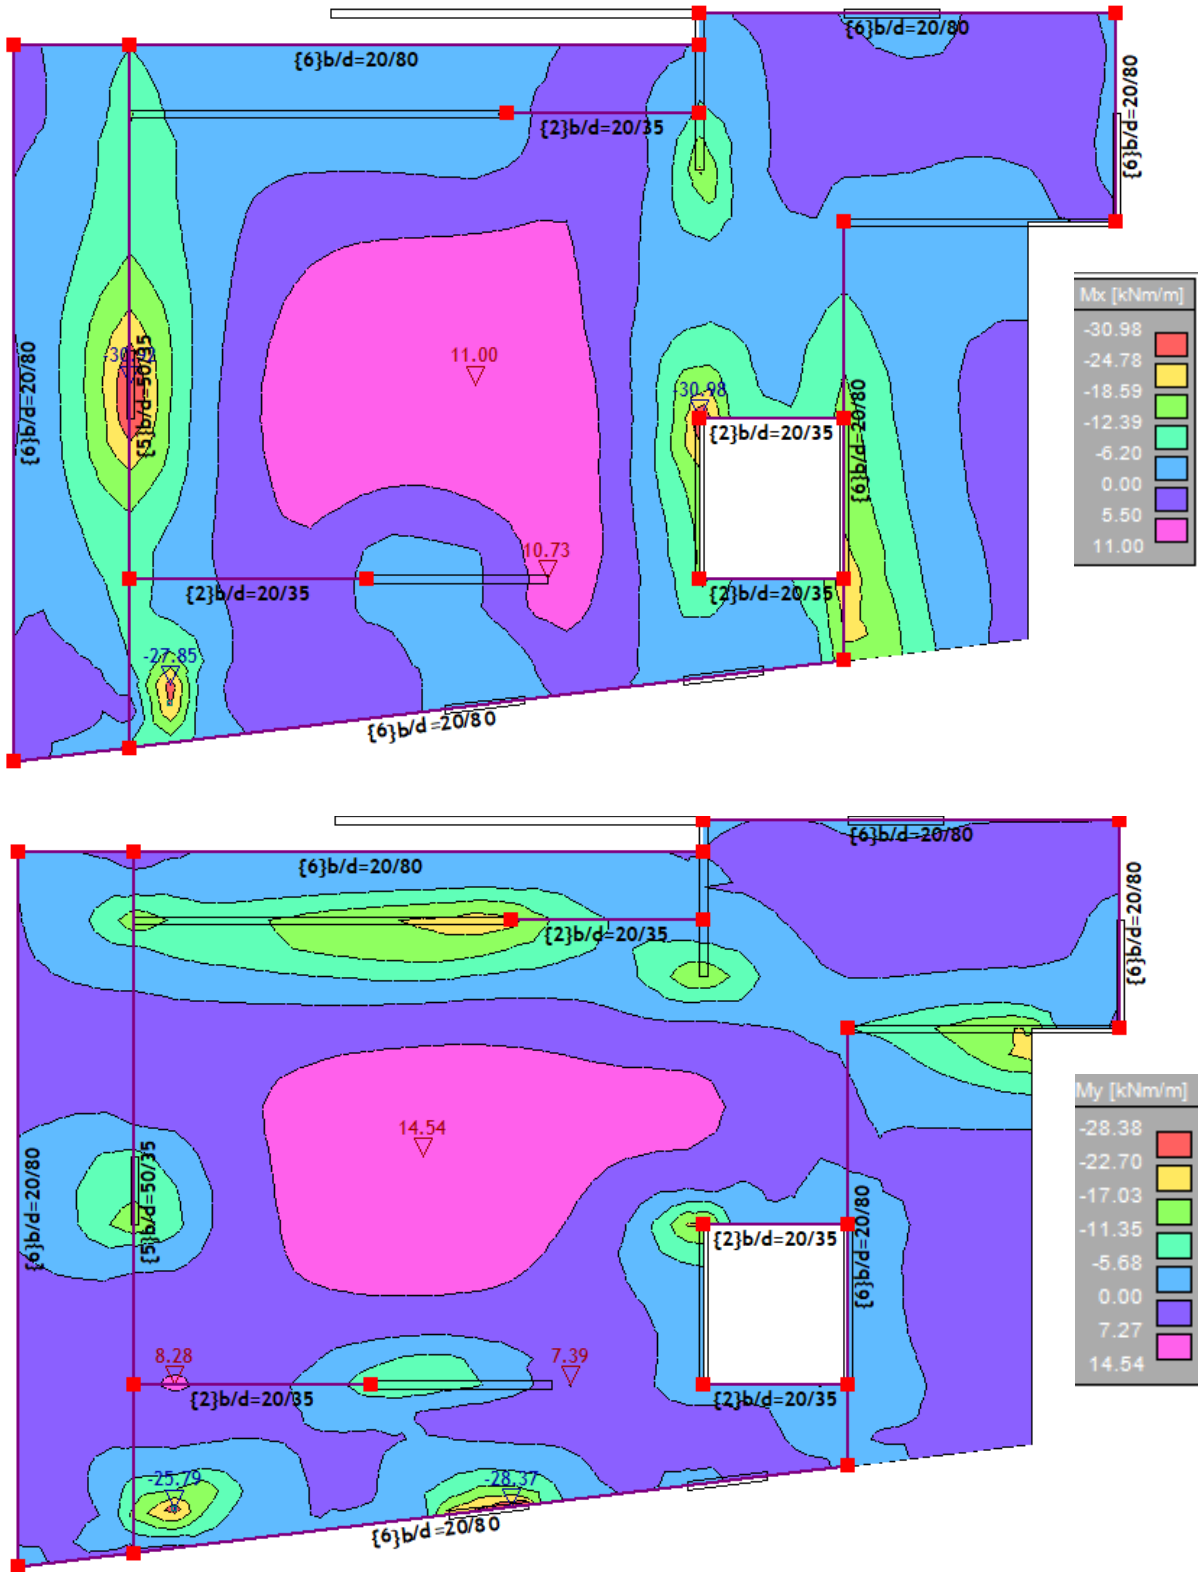 {6}b/d=20/80
{6}b/d=20/80
{6}b/d=20/80
{2}b/d=20/35
Mx [kNm/m]
-30.98
-24.78
-18.59
-12.39
-6.20
0.00
5.50
11.00
{6}b/d=20/80
{5}b/d=50/35
11.00
-30.98
{2}b/d=20/35
{6}b/d=20/80
10.73
{2}b/d=20/35
{2}b/d=20/35
-27.85
{6}b/d=20/80
{6}b/d=20/80
{6}b/d=20/80
{6}b/d=20/80
{2}b/d=20/35
My [kNm/m]
-28.38
-22.70
-17.03
-11.35
-5.68
0.00
7.27
14.54
14.54
{6}b/d=20/80
{5}b/d=50/35
{2}b/d=20/35
{6}b/d=20/80
8.28
7.39
{2}b/d=20/35
{2}b/d=20/35
-25.79
-28.37
{6}b/d=20/80